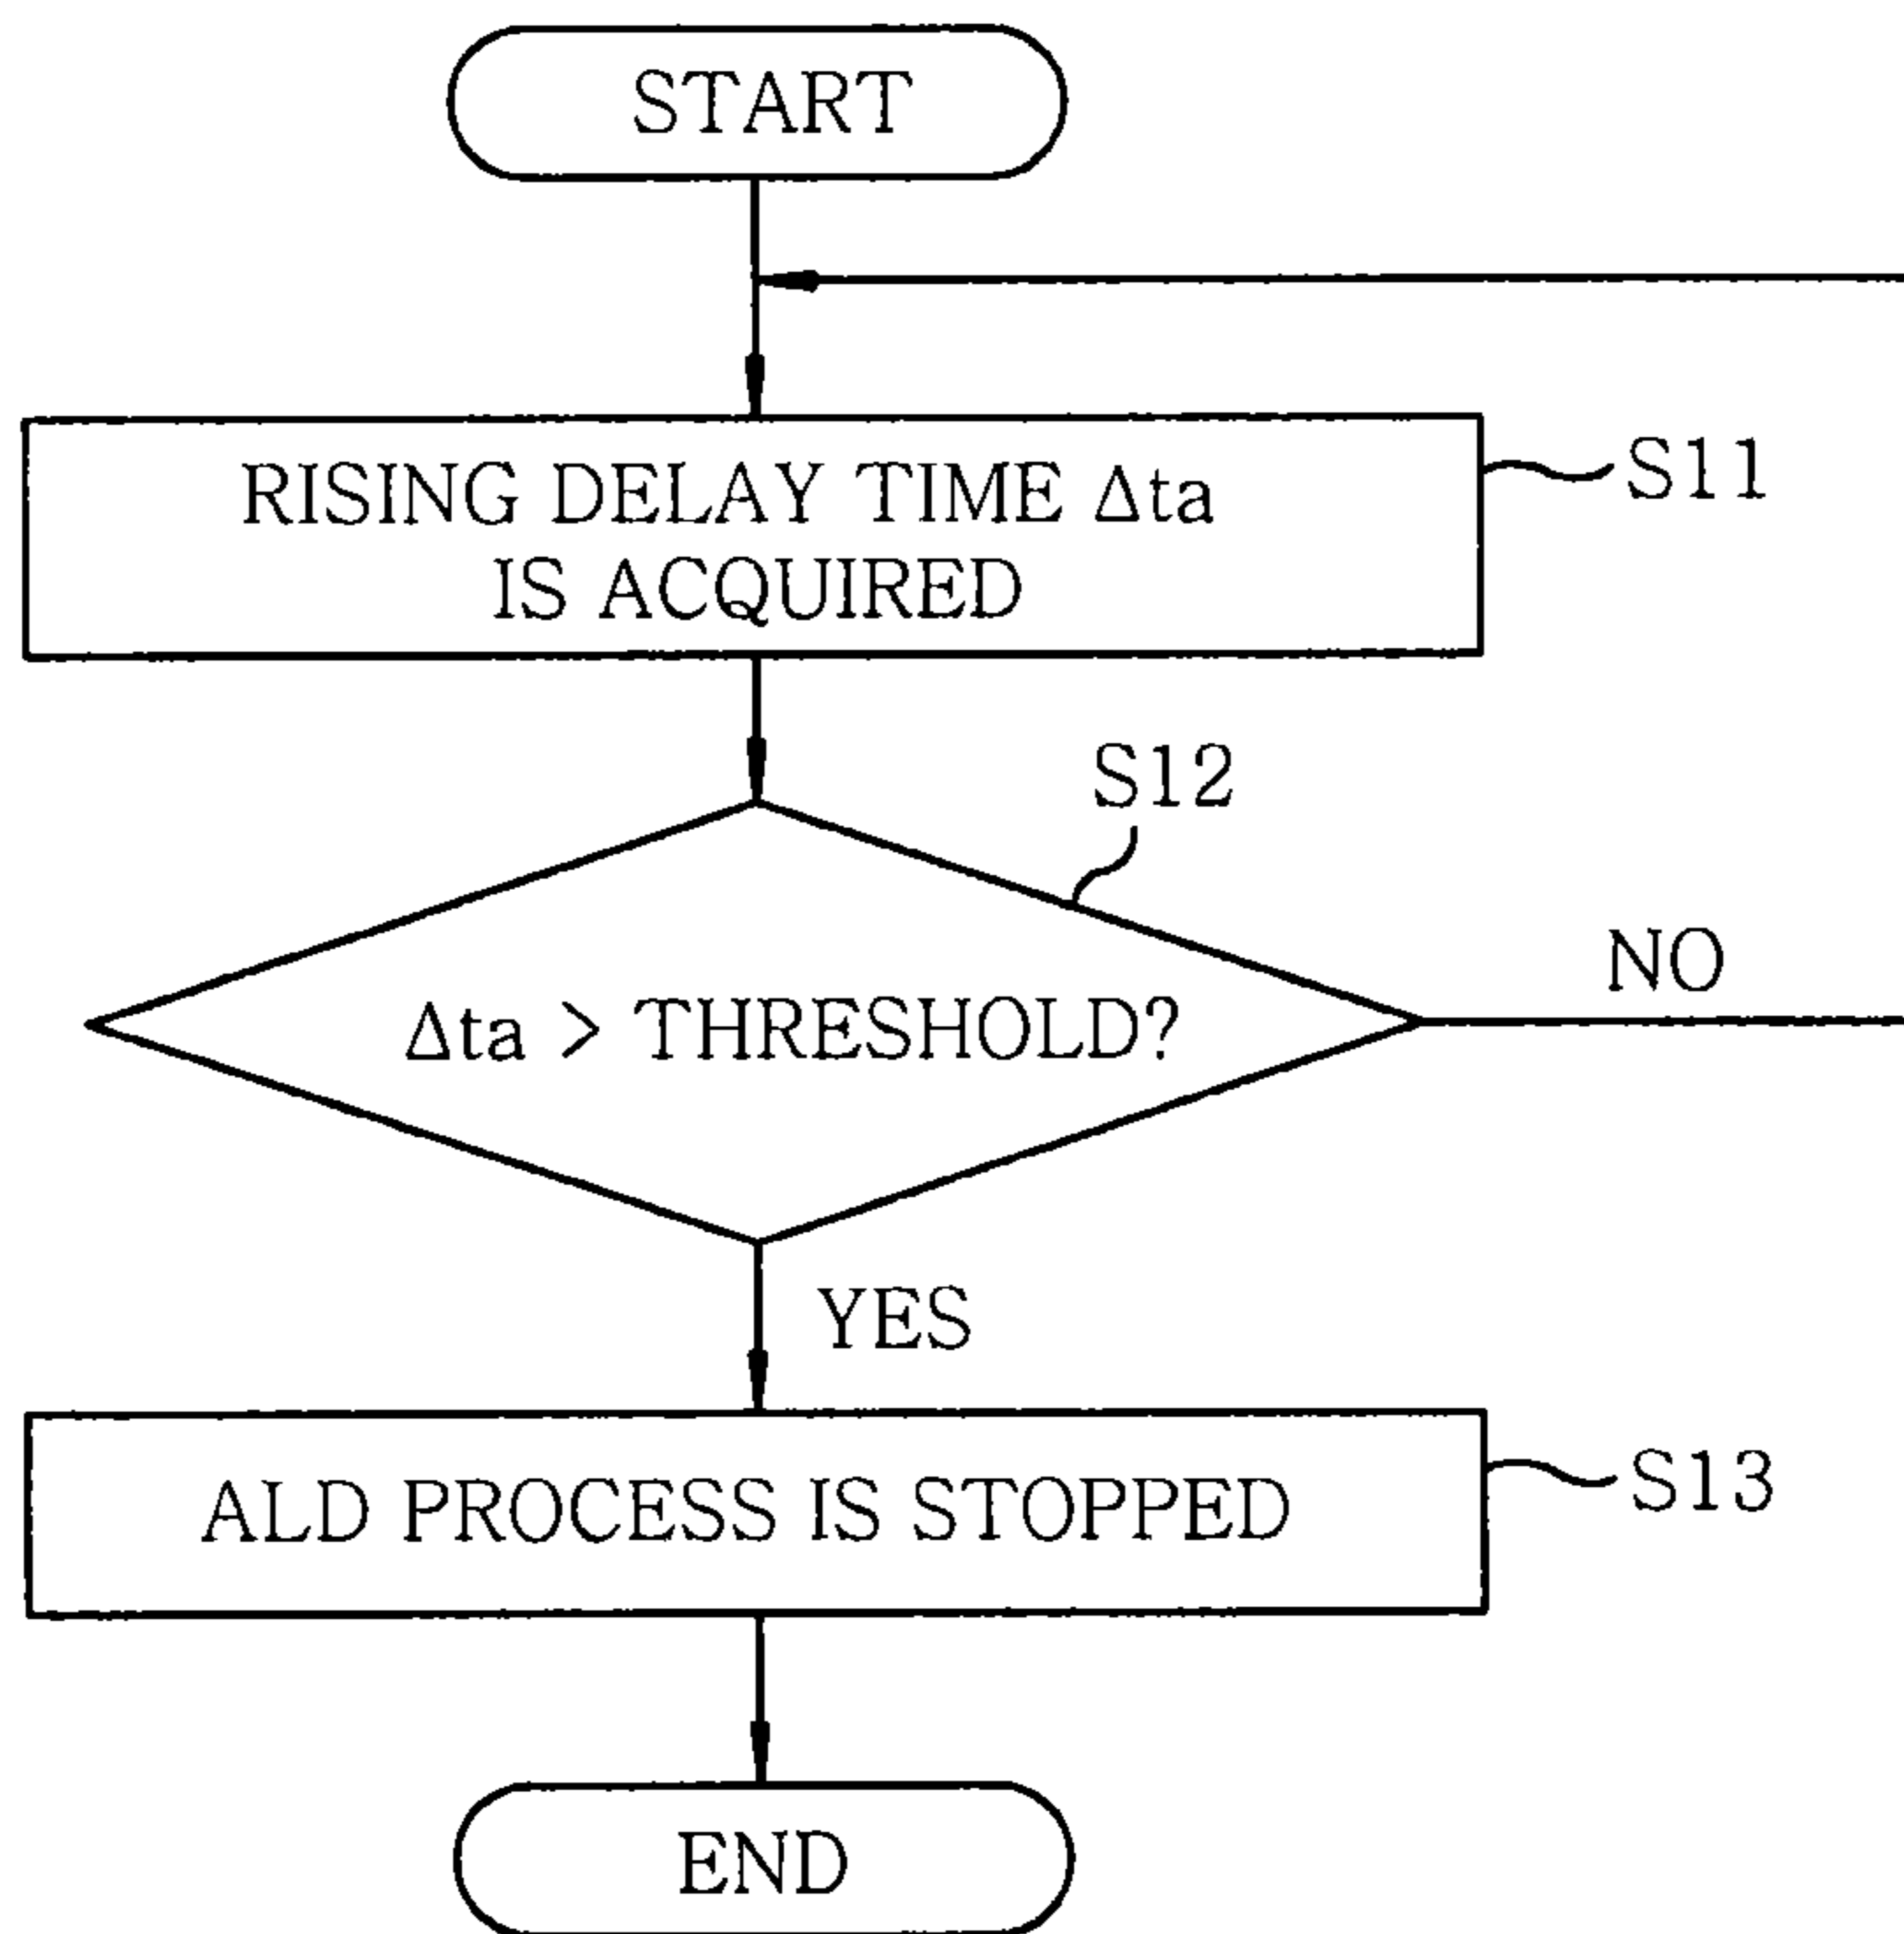 START
RISING DELAY TIME Δta
IS ACQUIRED
S11
S12
Δta > THRESHOLD?
NO
YES
ALD PROCESS IS STOPPED
S13
END